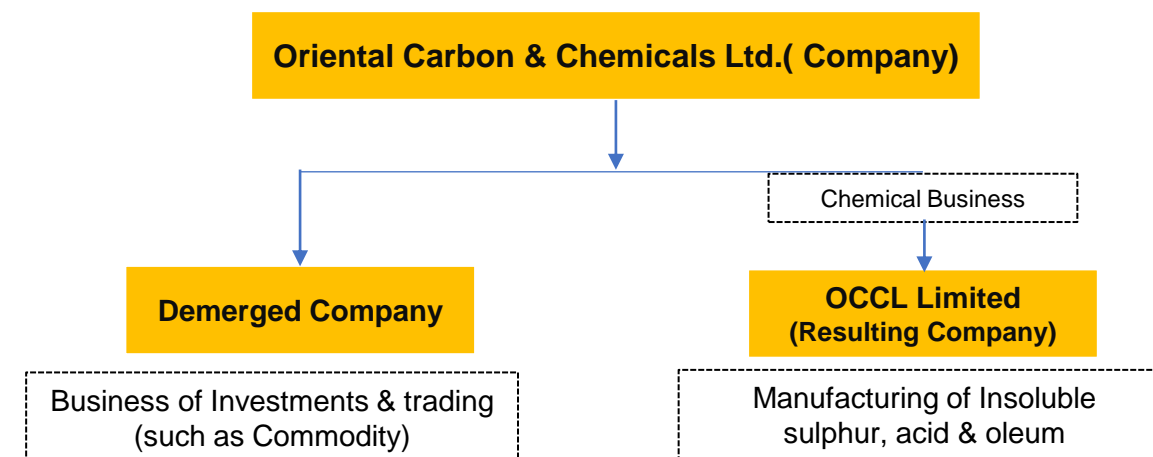 Oriental Carbon & Chemicals Ltd.( Company)
Chemical Business
Demerged Company
OCCL Limited
(Resulting Company)
Business of Investments & trading
(such as Commodity)
Manufacturing of Insoluble
sulphur, acid & oleum